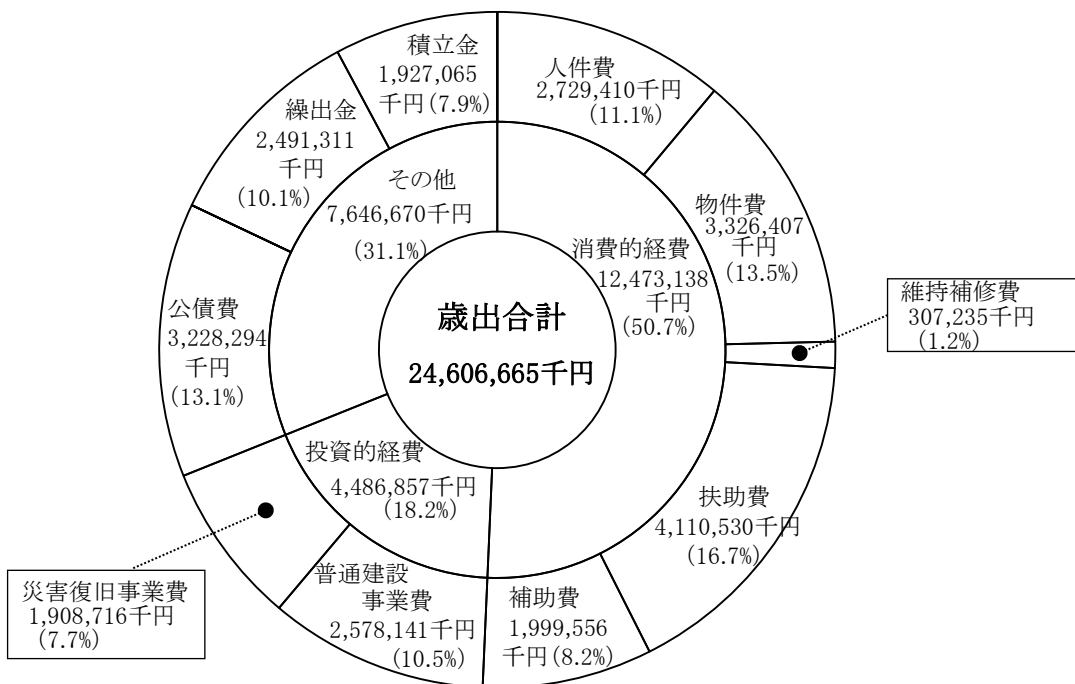 積立金
1,927,065
千円(7.9%)
人件費
2,729,410千円
(11.1%)
繰出金
2,491,311
千円
(10.1%)
その他
7,646,670千円
(31.1%)
物件費
3,326,407
千円
(13.5%)
消費的経費
12,473,138
千円
(50.7%)
維持補修費
307,235千円
(1.2%)
公債費
3,228,294
千円
(13.1%)
歳出合計
24,606,665千円
投資的経費
4,486,857千円
(18.2%)
扶助費
4,110,530千円
(16.7%)
災害復旧事業費
1,908,716千円
(7.7%)
普通建設
事業費
2,578,141千円
(10.5%)
補助費
1,999,556
千円(8.2%)